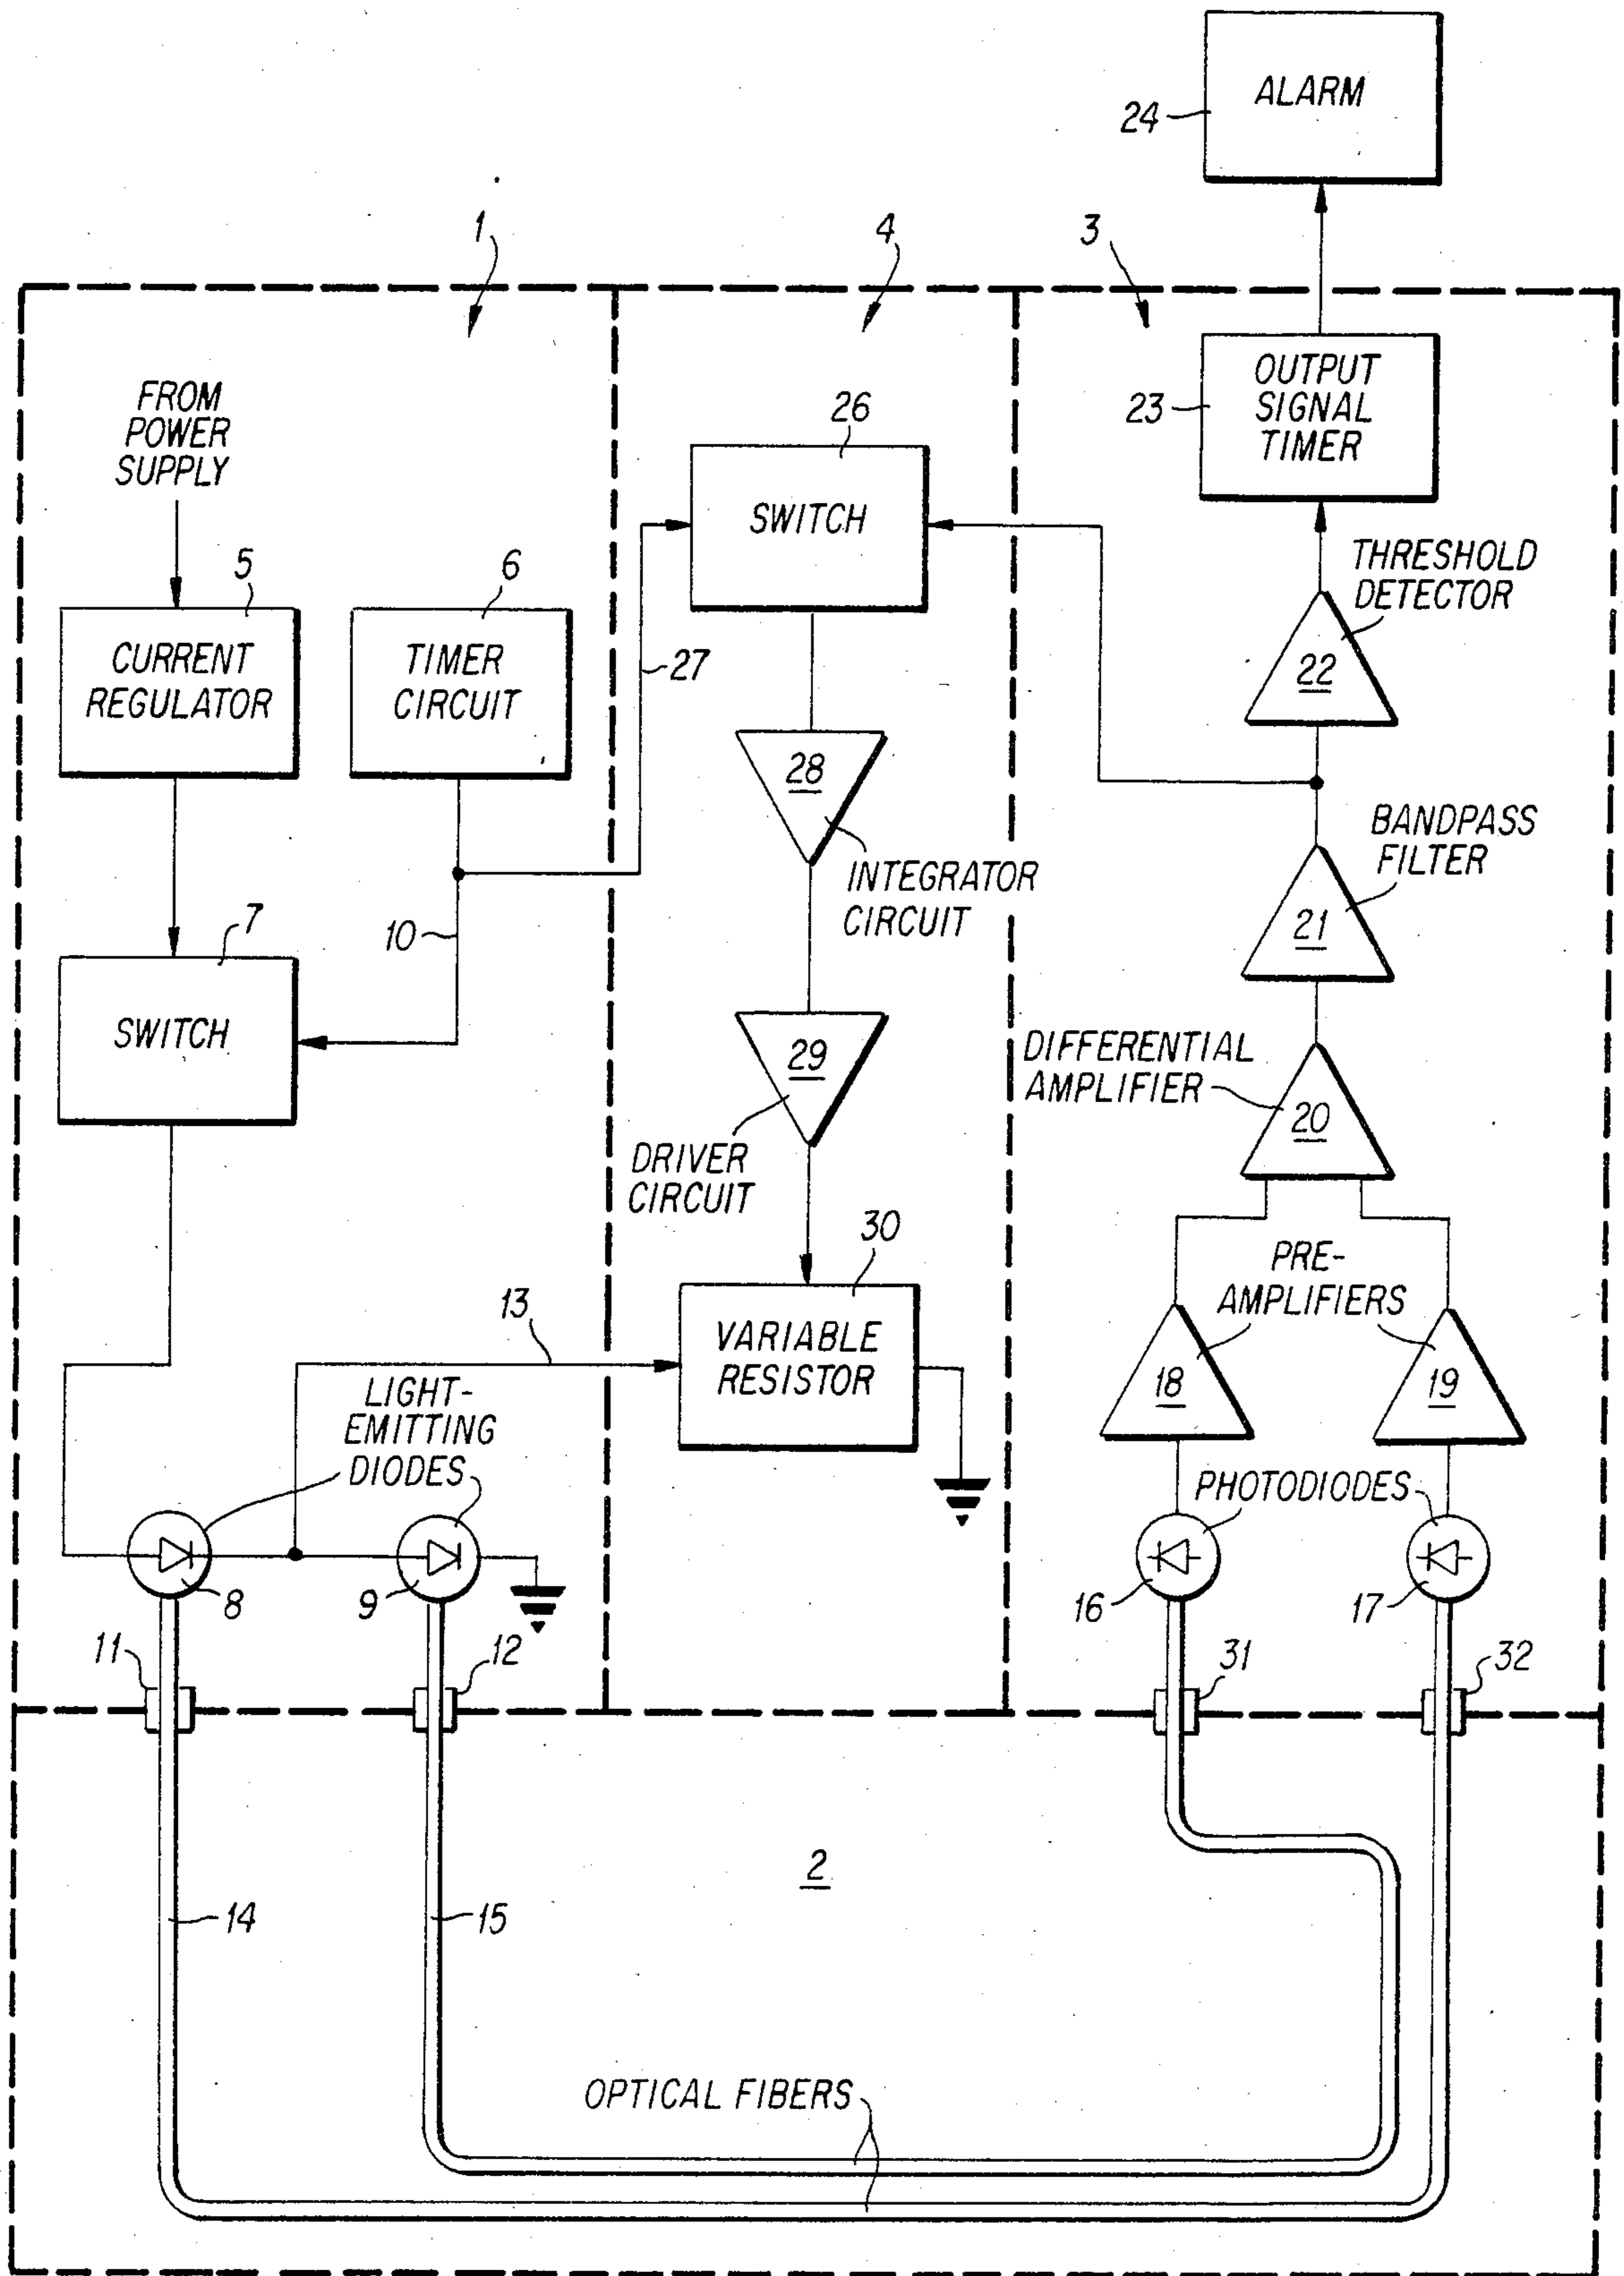 ALARM
24
1
4
3
FROM
POWER
SUPPLY
OUTPUT
SIGNAL
TIMER
23
26
SWITCH
THRESHOLD
DETECTOR
5
6
CURRENT
REGULATOR
TIMER
CIRCUIT
27
22
28
BANDPASS
FILTER
INTEGRATOR
CIRCUIT
7
10
21
SWITCH
29
DIFFERENTIAL
AMPLIFIER
20
DRIVER
CIRCUIT
30
PRE-
AMPLIFIERS
13
VARIABLE
RESISTOR
LIGHT-
EMITTING
DIODES
18
19
PHOTODIODES
8
9
16
17
11
12
31
32
2
14
15
OPTICAL FIBERS